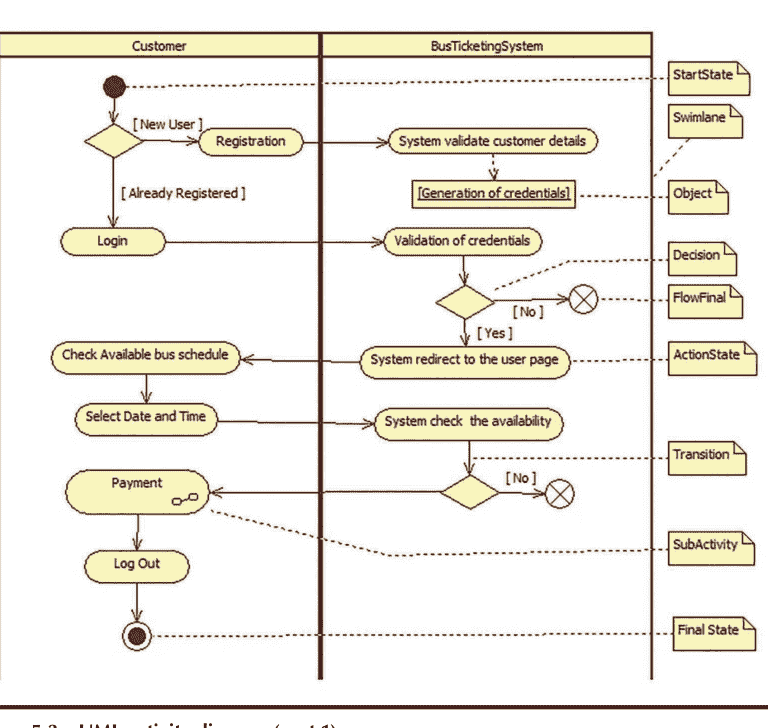 Customer
BusTicketingSystem
StartState
[ New User ]
Swimlane
Registration
System validate customer details
[ Already Registered ]
[Generation of credentials]
Object
Login
Validation of credentials
Decision
FlowFinal
[ No ]
[ Yes ]
Check Available bus schedule
System redirect to the user page
ActionState
Select Date and Time
System check the availability
Transition
[ No ]
Payment
SubActivity
Log Out
Final State